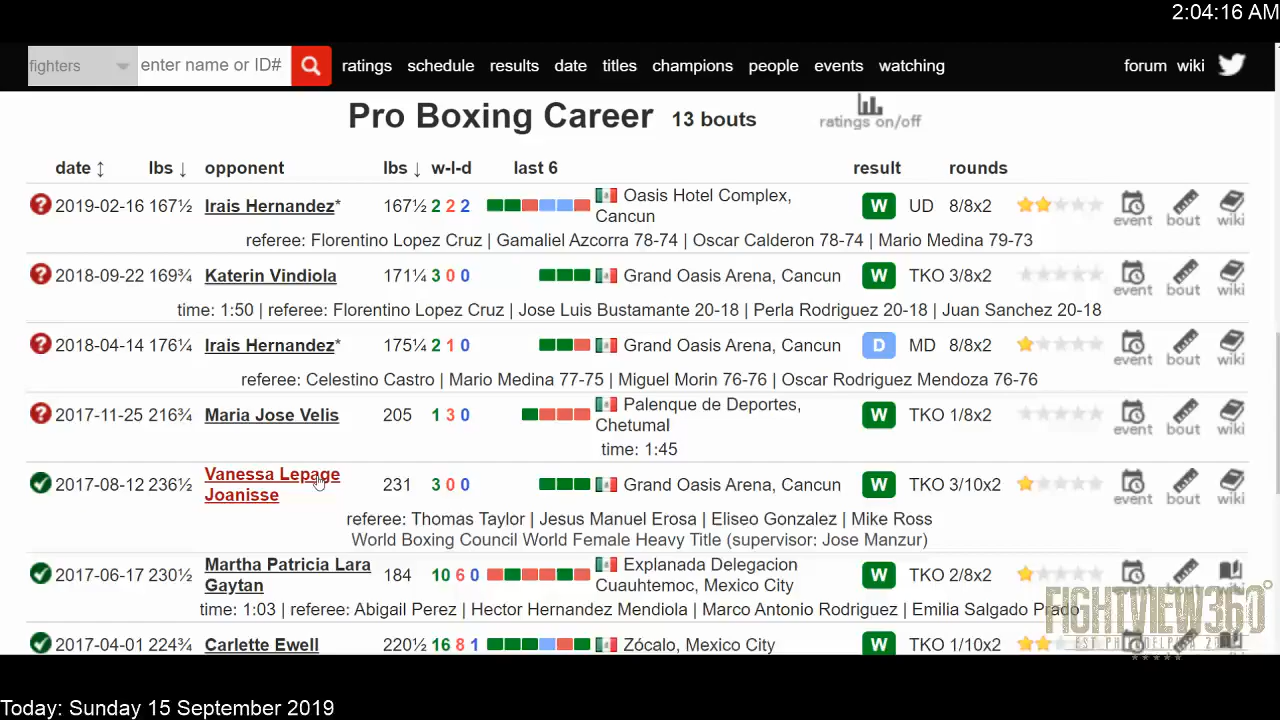 2:04:16 AM
fighters enter name or ID# ratings schedule results date titles champions people events watching forum wiki
Pro Boxing Career 13 bouts ratings on/off
date ↕ lbs ↓ opponent lbs ↓ w-l-d last 6 result rounds
2019-02-16 167½ Irais Hernandez* 167½ 2 2 2 Oasis Hotel Complex, Cancun W UD 8/8x2 event bout wiki
referee: Florentino Lopez Cruz | Gamaliel Azcorra 78-74 | Oscar Calderon 78-74 | Mario Medina 79-73
2018-09-22 169¾ Katerin Vindiola 171¼ 3 0 0 Grand Oasis Arena, Cancun W TKO 3/8x2 event bout wiki
time: 1:50 | referee: Florentino Lopez Cruz | Jose Luis Bustamante 20-18 | Perla Rodriguez 20-18 | Juan Sanchez 20-18
2018-04-14 176¼ Irais Hernandez* 175¼ 2 1 0 Grand Oasis Arena, Cancun D MD 8/8x2 event bout wiki
referee: Celestino Castro | Mario Medina 77-75 | Miguel Morin 76-76 | Oscar Rodriguez Mendoza 76-76
2017-11-25 216¾ Maria Jose Velis 205 1 3 0 Palenque de Deportes, Chetumal W TKO 1/8x2 event bout wiki
time: 1:45
2017-08-12 236½ Vanessa Lepage Joanisse 231 3 0 0 Grand Oasis Arena, Cancun W TKO 3/10x2 event bout wiki
referee: Thomas Taylor | Jesus Manuel Erosa | Eliseo Gonzalez | Mike Ross
World Boxing Council World Female Heavy Title (supervisor: Jose Manzur)
2017-06-17 230½ Martha Patricia Lara Gaytan 184 10 6 0 Explanada Delegacion Cuauhtemoc, Mexico City W TKO 2/8x2
time: 1:03 | referee: Abigail Perez | Hector Hernandez Mendiola | Marco Antonio Rodriguez | Emilia Salgado Prado
2017-04-01 224¾ Carlette Ewell 220½ 16 8 1 Zócalo, Mexico City W TKO 1/10x2
FIGHTVIEW360°
Today: Sunday 15 September 2019